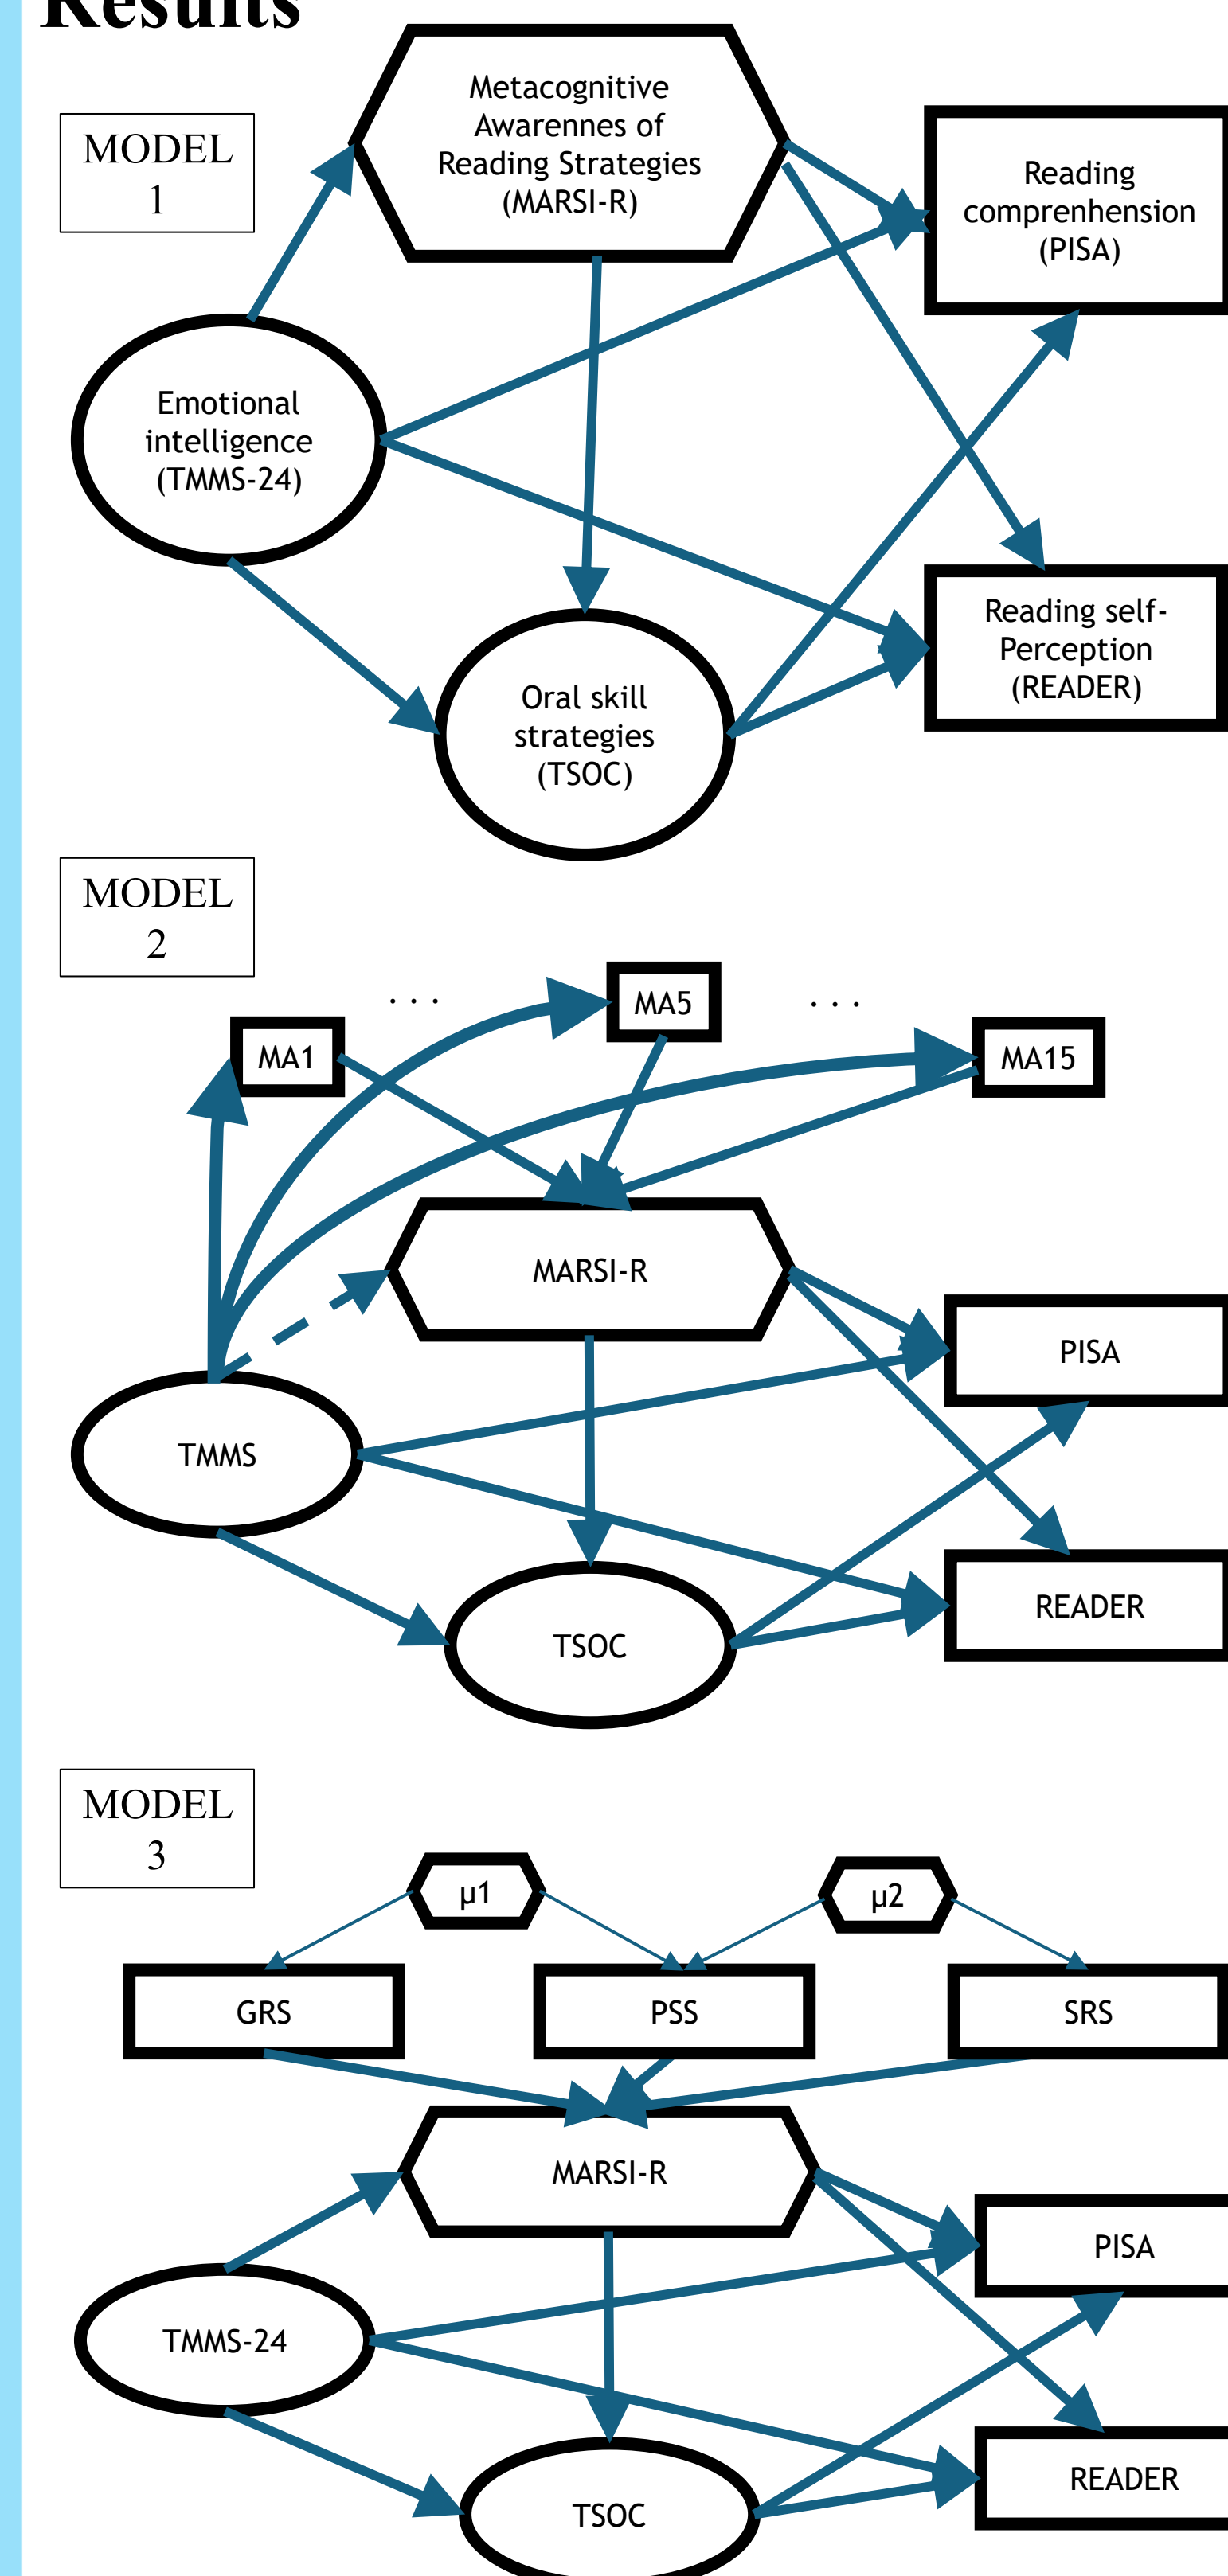 Results
MODEL
1
Metacognitive
Awarennes of
Reading Strategies
(MARSI-R)
Reading
comprenhension
(PISA)
Emotional
intelligence
(TMMS-24)
Reading self-
Perception
(READER)
Oral skill
strategies
(TSOC)
MODEL
2
. . .
MA5
. . .
MA1
MA15
MARSI-R
PISA
TMMS
READER
TSOC
MODEL
3
μ1
μ2
GRS
PSS
SRS
MARSI-R
PISA
TMMS-24
READER
TSOC